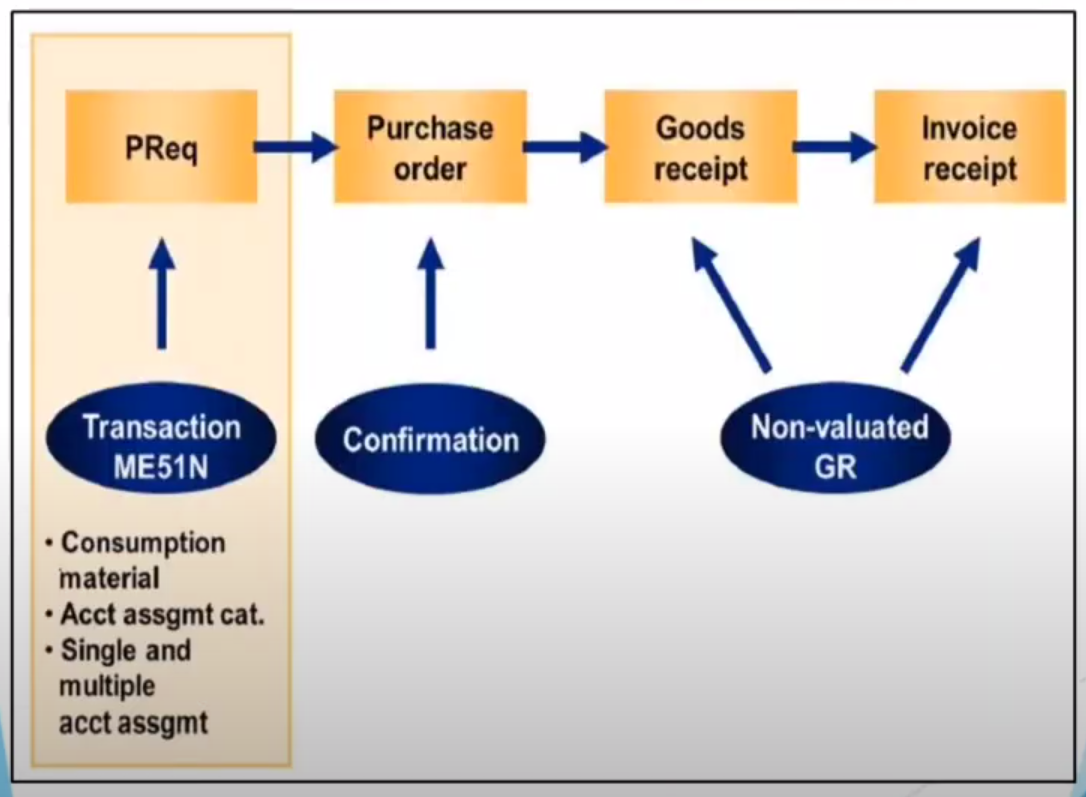 PReq
Purchase
order
Goods
receipt
Invoice
receipt
Transaction
ME51N
Confirmation
Non-valuated
GR
• Consumption
material
• Acct assgmt cat.
• Single and
multiple
acct assgmt